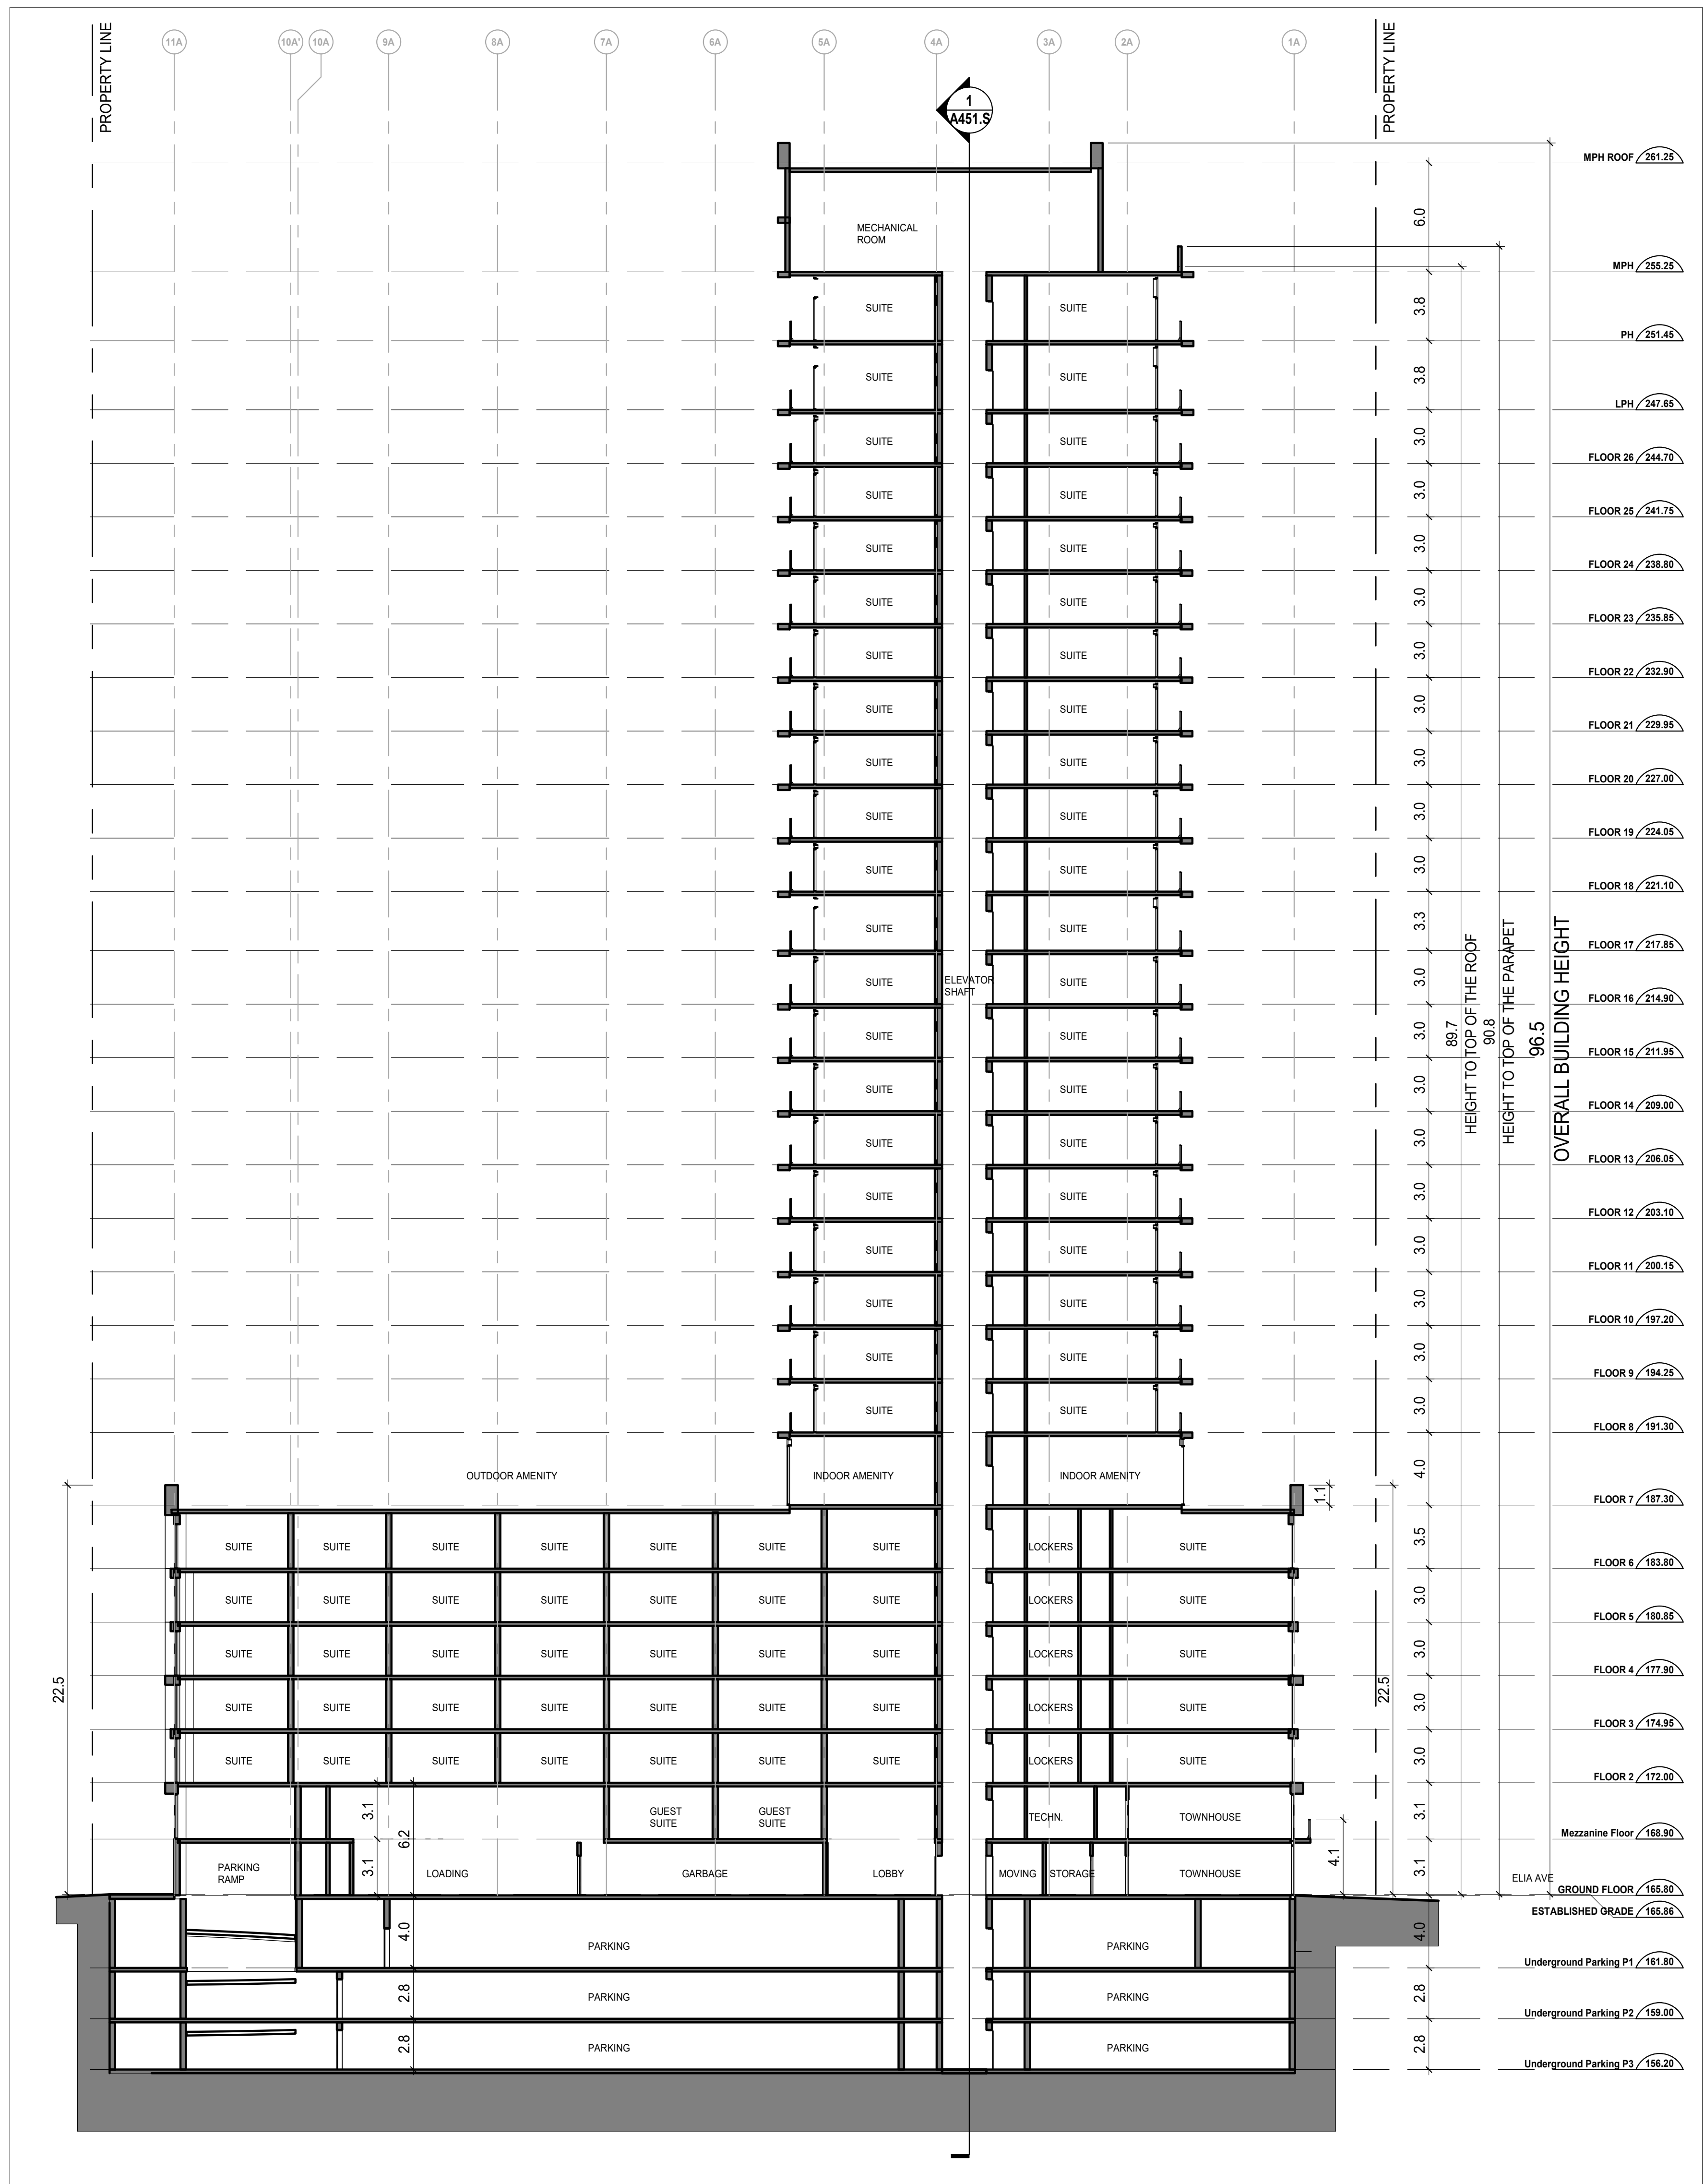 PROPERTY LINE
11A
10A'
10A
9A
8A
7A
6A
5A
4A
3A
2A
1A
PROPERTY LINE
1
A451.S
MPH ROOF 261.25
6.0
MECHANICAL
ROOM
MPH 255.25
SUITE SUITE 3.8
PH 251.45
SUITE SUITE 3.8
LPH 247.65
SUITE SUITE 3.0
FLOOR 26 244.70
SUITE SUITE 3.0
FLOOR 25 241.75
SUITE SUITE 3.0
FLOOR 24 238.80
SUITE SUITE 3.0
FLOOR 23 235.85
SUITE SUITE 3.0
FLOOR 22 232.90
SUITE SUITE 3.0
FLOOR 21 229.95
SUITE SUITE 3.0
FLOOR 20 227.00
SUITE SUITE 3.0
FLOOR 19 224.05
SUITE SUITE 3.0
FLOOR 18 221.10
SUITE SUITE 3.3
FLOOR 17 217.85
SUITE SUITE 3.0
ELEVATOR
SHAFT
FLOOR 16 214.90
SUITE SUITE 3.0
89.7
HEIGHT TO TOP OF THE ROOF
90.8
HEIGHT TO TOP OF THE PARAPET
96.5
OVERALL BUILDING HEIGHT
FLOOR 15 211.95
SUITE SUITE 3.0
FLOOR 14 209.00
SUITE SUITE 3.0
FLOOR 13 206.05
SUITE SUITE 3.0
FLOOR 12 203.10
SUITE SUITE 3.0
FLOOR 11 200.15
SUITE SUITE 3.0
FLOOR 10 197.20
SUITE SUITE 3.0
FLOOR 9 194.25
SUITE SUITE 3.0
FLOOR 8 191.30
OUTDOOR AMENITY INDOOR AMENITY INDOOR AMENITY 4.0
1.1
FLOOR 7 187.30
SUITE SUITE SUITE SUITE SUITE SUITE SUITE LOCKERS SUITE 3.5
FLOOR 6 183.80
SUITE SUITE SUITE SUITE SUITE SUITE SUITE LOCKERS SUITE 3.0
FLOOR 5 180.85
SUITE SUITE SUITE SUITE SUITE SUITE SUITE LOCKERS SUITE 3.0
FLOOR 4 177.90
22.5
22.5
SUITE SUITE SUITE SUITE SUITE SUITE SUITE LOCKERS SUITE 3.0
FLOOR 3 174.95
SUITE SUITE SUITE SUITE SUITE SUITE SUITE LOCKERS SUITE 3.0
FLOOR 2 172.00
3.1
6.2
GUEST
SUITE
GUEST
SUITE
TECHN. TOWNHOUSE 3.1
Mezzanine Floor 168.90
PARKING
RAMP
3.1
LOADING GARBAGE LOBBY MOVING STORAGE TOWNHOUSE 4.1 3.1
ELIA AVE
GROUND FLOOR 165.80
ESTABLISHED GRADE 165.86
4.0 PARKING PARKING 4.0
Underground Parking P1 161.80
2.8 PARKING PARKING 2.8
Underground Parking P2 159.00
2.8 PARKING PARKING 2.8
Underground Parking P3 156.20